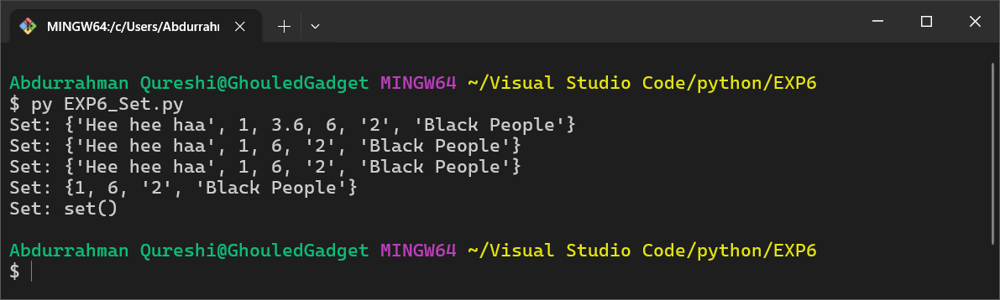 MINGW64:/c/Users/Abdurrahr
Abdurrahman Qureshi@GhouledGadget MINGW64 ~/Visual Studio Code/python/EXP6
$ py EXP6_Set.py
Set: {'Hee hee haa', 1, 3.6, 6, '2', 'Black People'}
Set: {'Hee hee haa', 1, 6, '2', 'Black People'}
Set: {'Hee hee haa', 1, 6, '2', 'Black People'}
Set: {1, 6, '2', 'Black People'}
Set: set()
Abdurrahman Qureshi@GhouledGadget MINGW64 ~/Visual Studio Code/python/EXP6
$